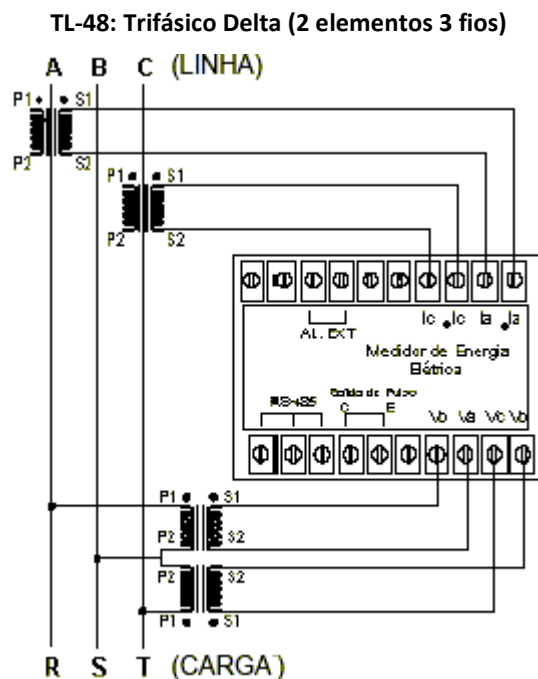 TL-48: Trifásico Delta (2 elementos 3 fios)
A B C (LINHA)
P1 S1
P2 S2
P1 S1
P2 S2
Ic Ic Ia Ia
AL. EXT
Medidor de Energia
Elétrica
RS-485
Saída de Pulso
C E
Vb Va Vc Vb
P1 S1
P2 S2
P2 S2
P1 S1
R S T (CARGA)